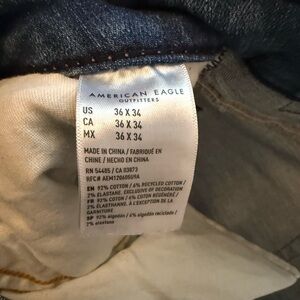 AMERICAN EAGLE
OUTFITTERS
US 36 X 34
CA 36 X 34
MX 36 X 34
MADE IN CHINA / FABRIQUÉ EN
CHINE / HECHO EN CHINA
RN 54485 / CA 03873
RFC# AEM1206050U9A
EN 92% COTTON / 6% RECYCLED COTTON /
2% ELASTANE. EXCLUSIVE OF DECORATION
FR 92% COTON / 6% COTON REGÉNÉRÉ /
2% ÉLASTHANNE. À L'EXCEPTION DE LA
GARNITURE
SP 92% algodón / 6% algodón reciclado /
2% elastano